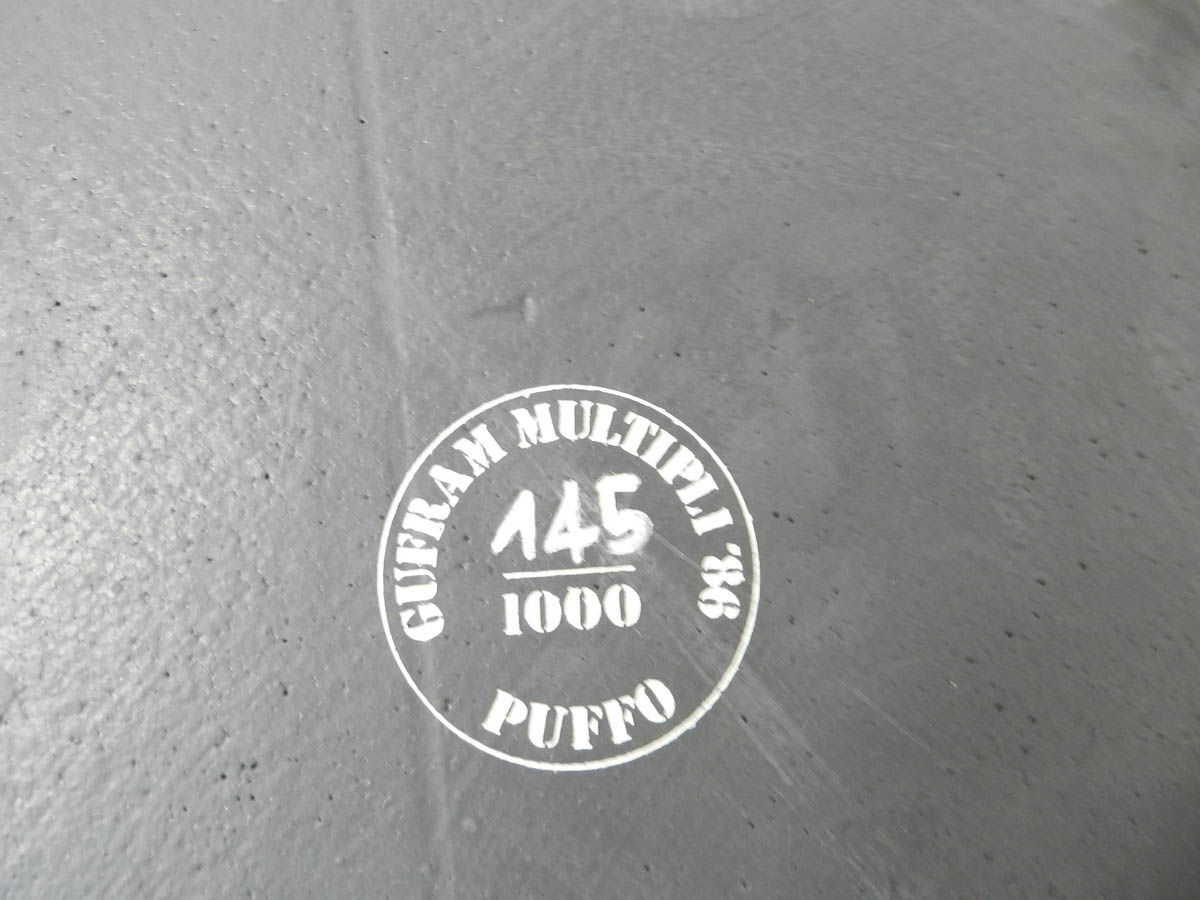 GUFRAM MULTIPLI '86
145
1000
PUFFO